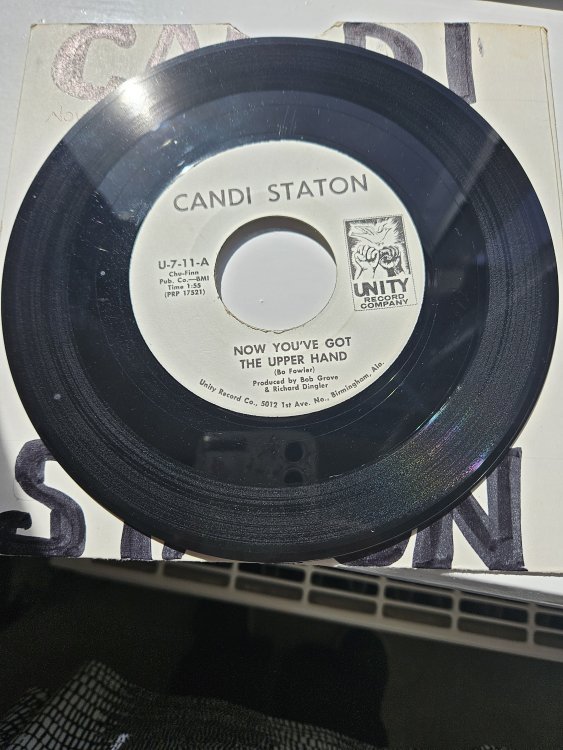 CANDI
CANDI STATON
U-7-11-A
Chu-Finn
Pub. Co.—BMI
Time 1:55
(PRP 17521)
UNITY
RECORD
COMPANY
NOW YOU'VE GOT
THE UPPER HAND
(Bo Fowler)
Produced by Bob Grove
& Richard Dingler
Unity Record Co., 5012 1st Ave. No., Birmingham, Ala.
STATON